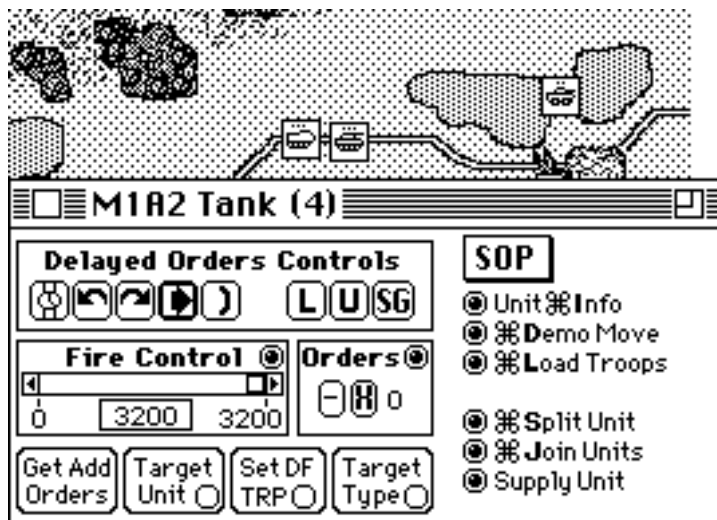 M1A2 Tank (4)
Delayed Orders Controls
L U SG
Fire Control
0 3200 3200
Orders
0
Get Add
Orders
Target
Unit
Set DF
TRP
Target
Type
SOP
Unit ⌘Info
⌘Demo Move
⌘Load Troops
⌘Split Unit
⌘Join Units
Supply Unit